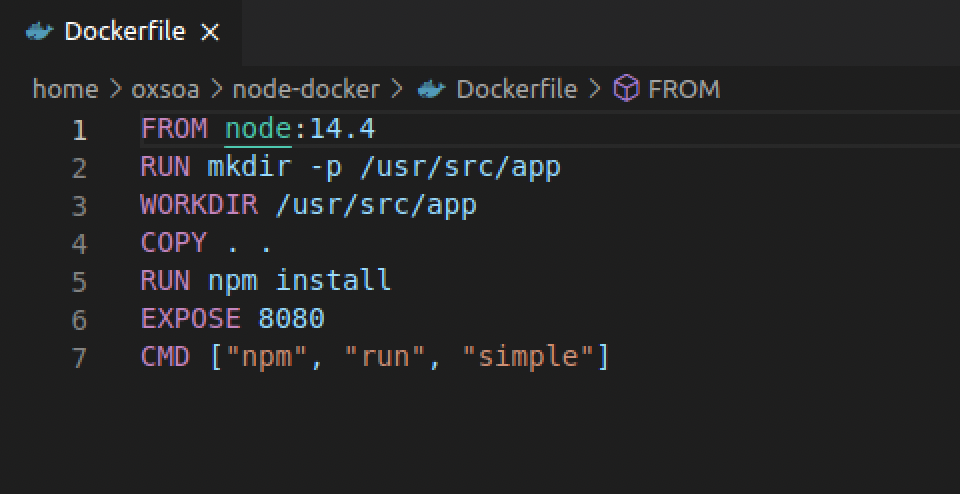 Dockerfile
home > oxsoa > node-docker > Dockerfile > FROM
1 FROM node:14.4
2 RUN mkdir -p /usr/src/app
3 WORKDIR /usr/src/app
4 COPY . .
5 RUN npm install
6 EXPOSE 8080
7 CMD ["npm", "run", "simple"]